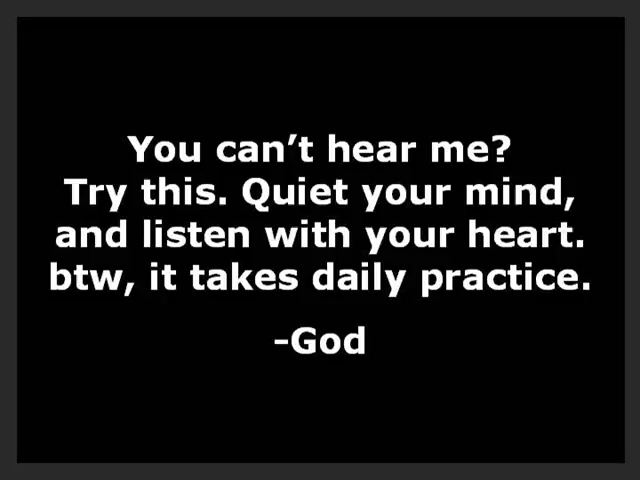 You can’t hear me?
Try this. Quiet your mind,
and listen with your heart.
btw, it takes daily practice.
-God